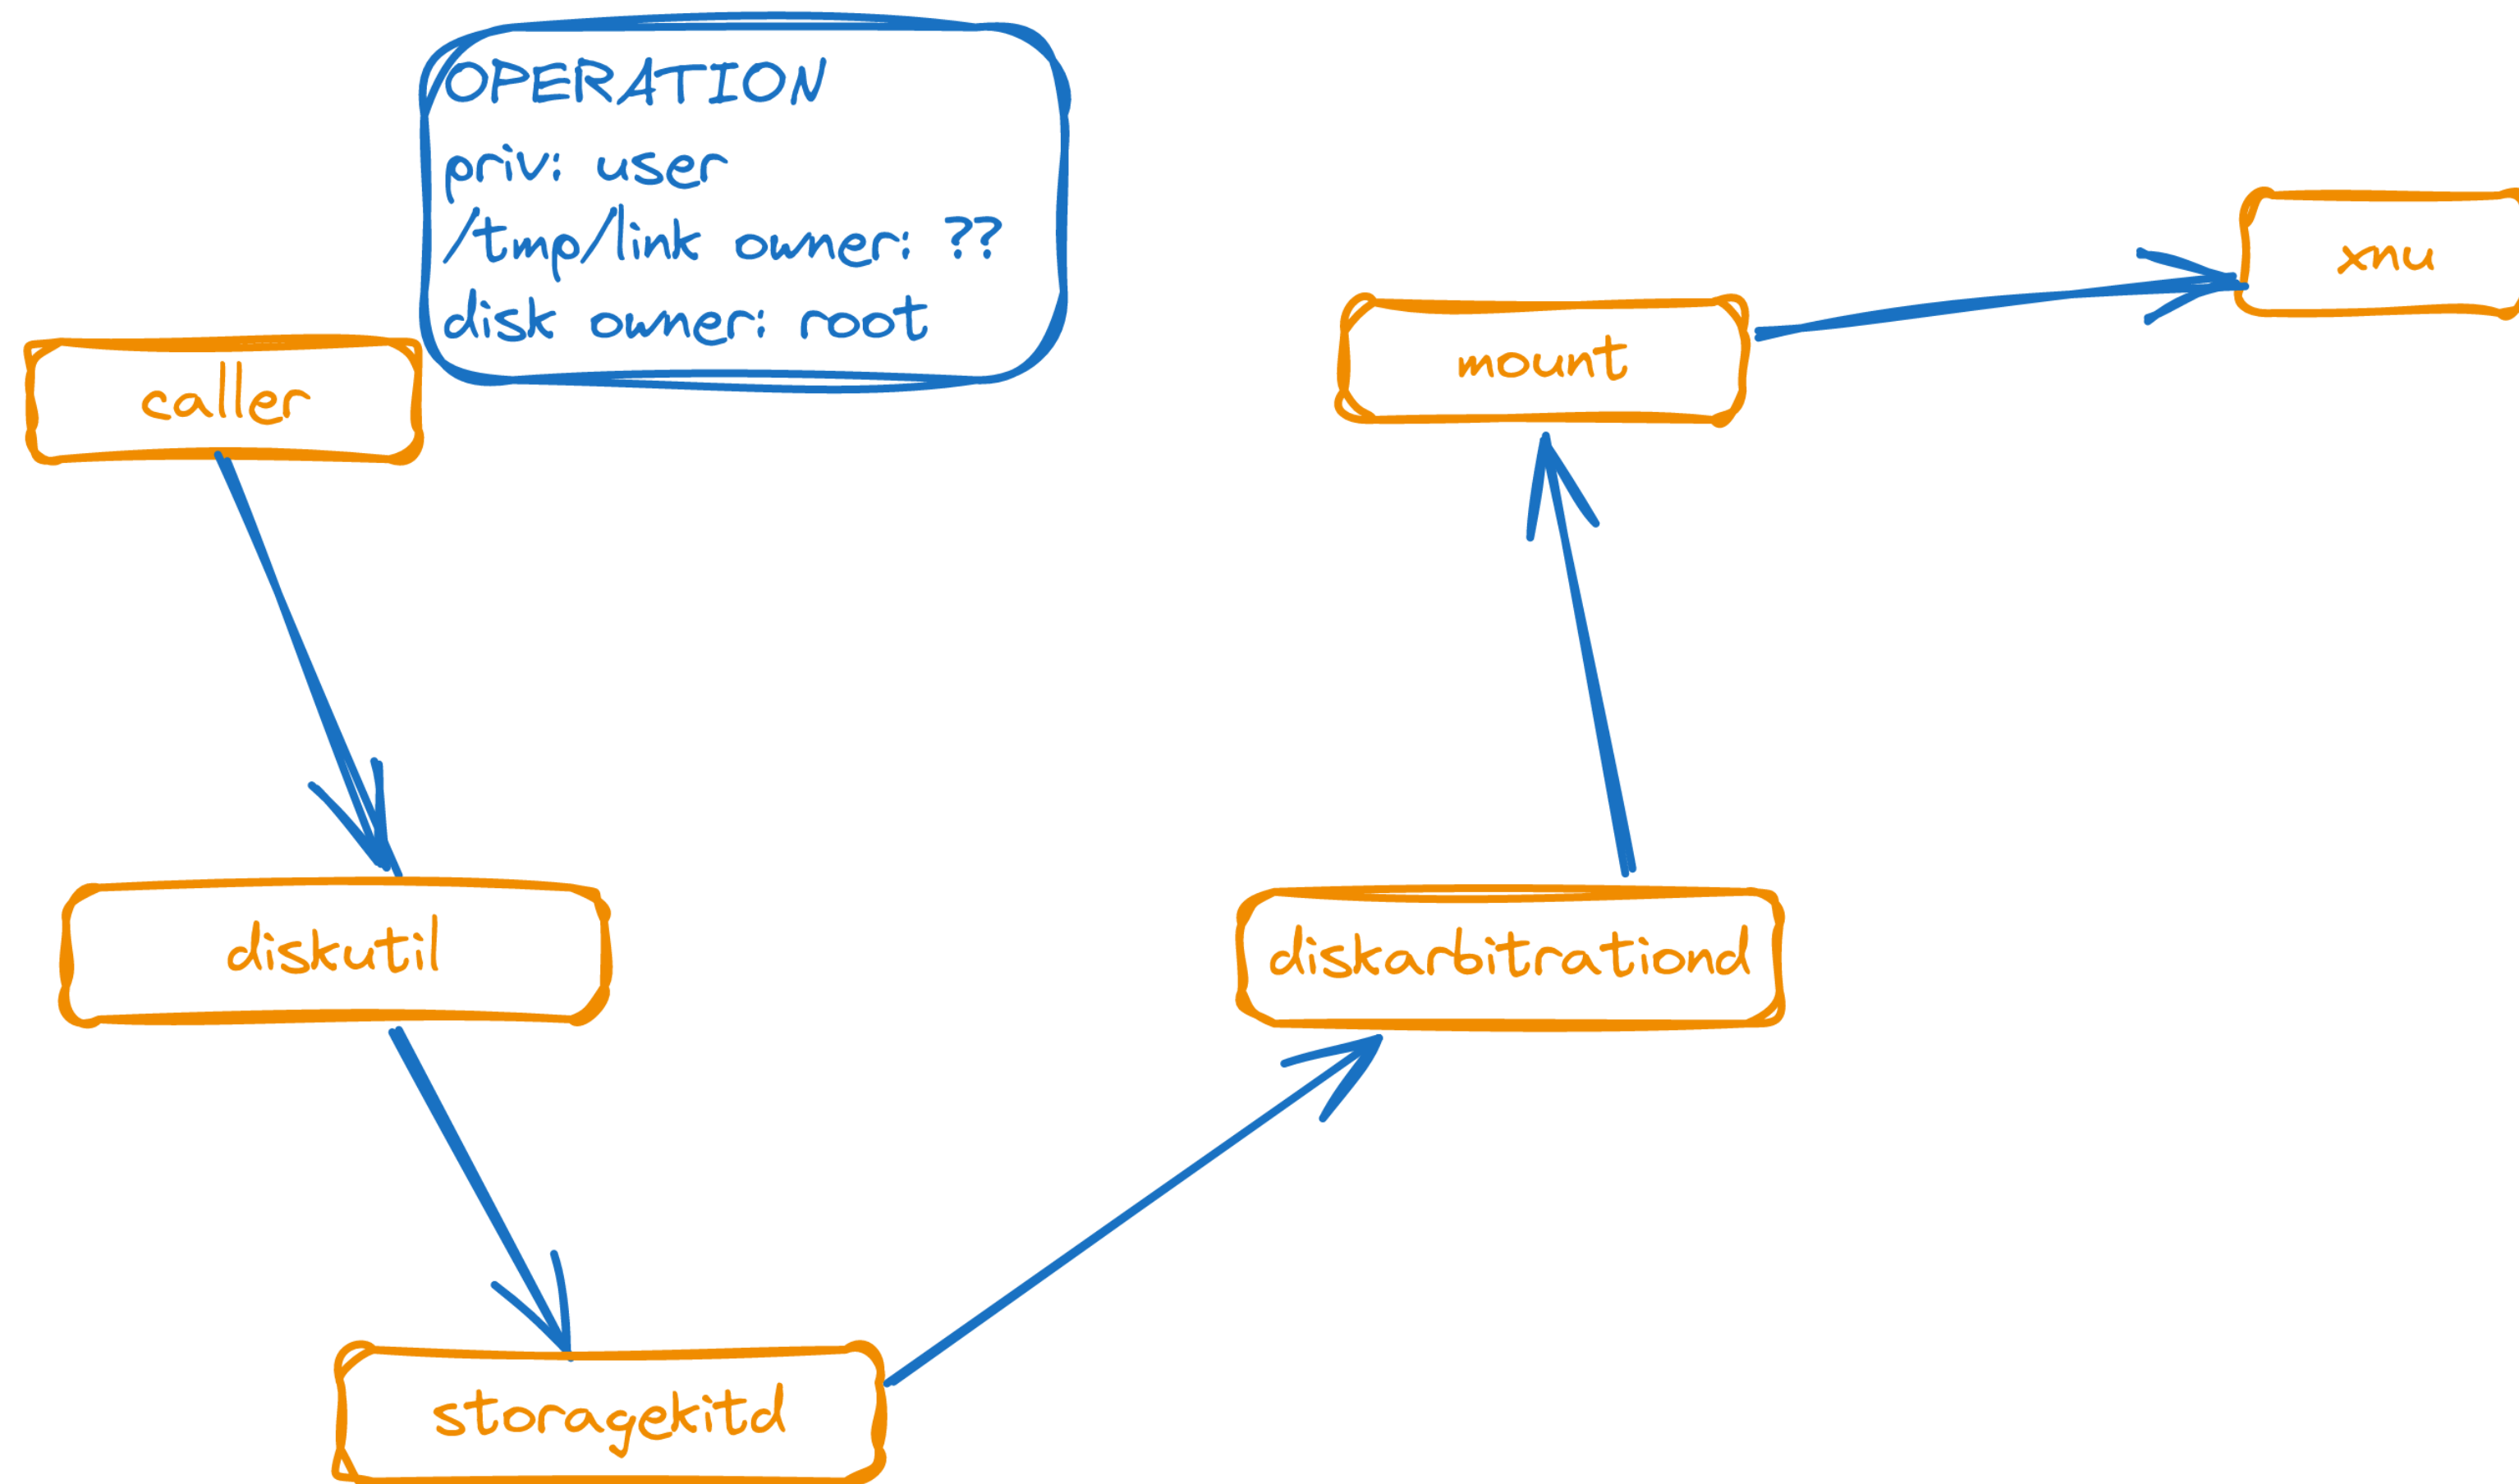 OPERATION
priv: user
/tmp/link owner: ??
disk owner: root
caller
mount
xnu
diskutil
diskarbitrationd
storagekitd